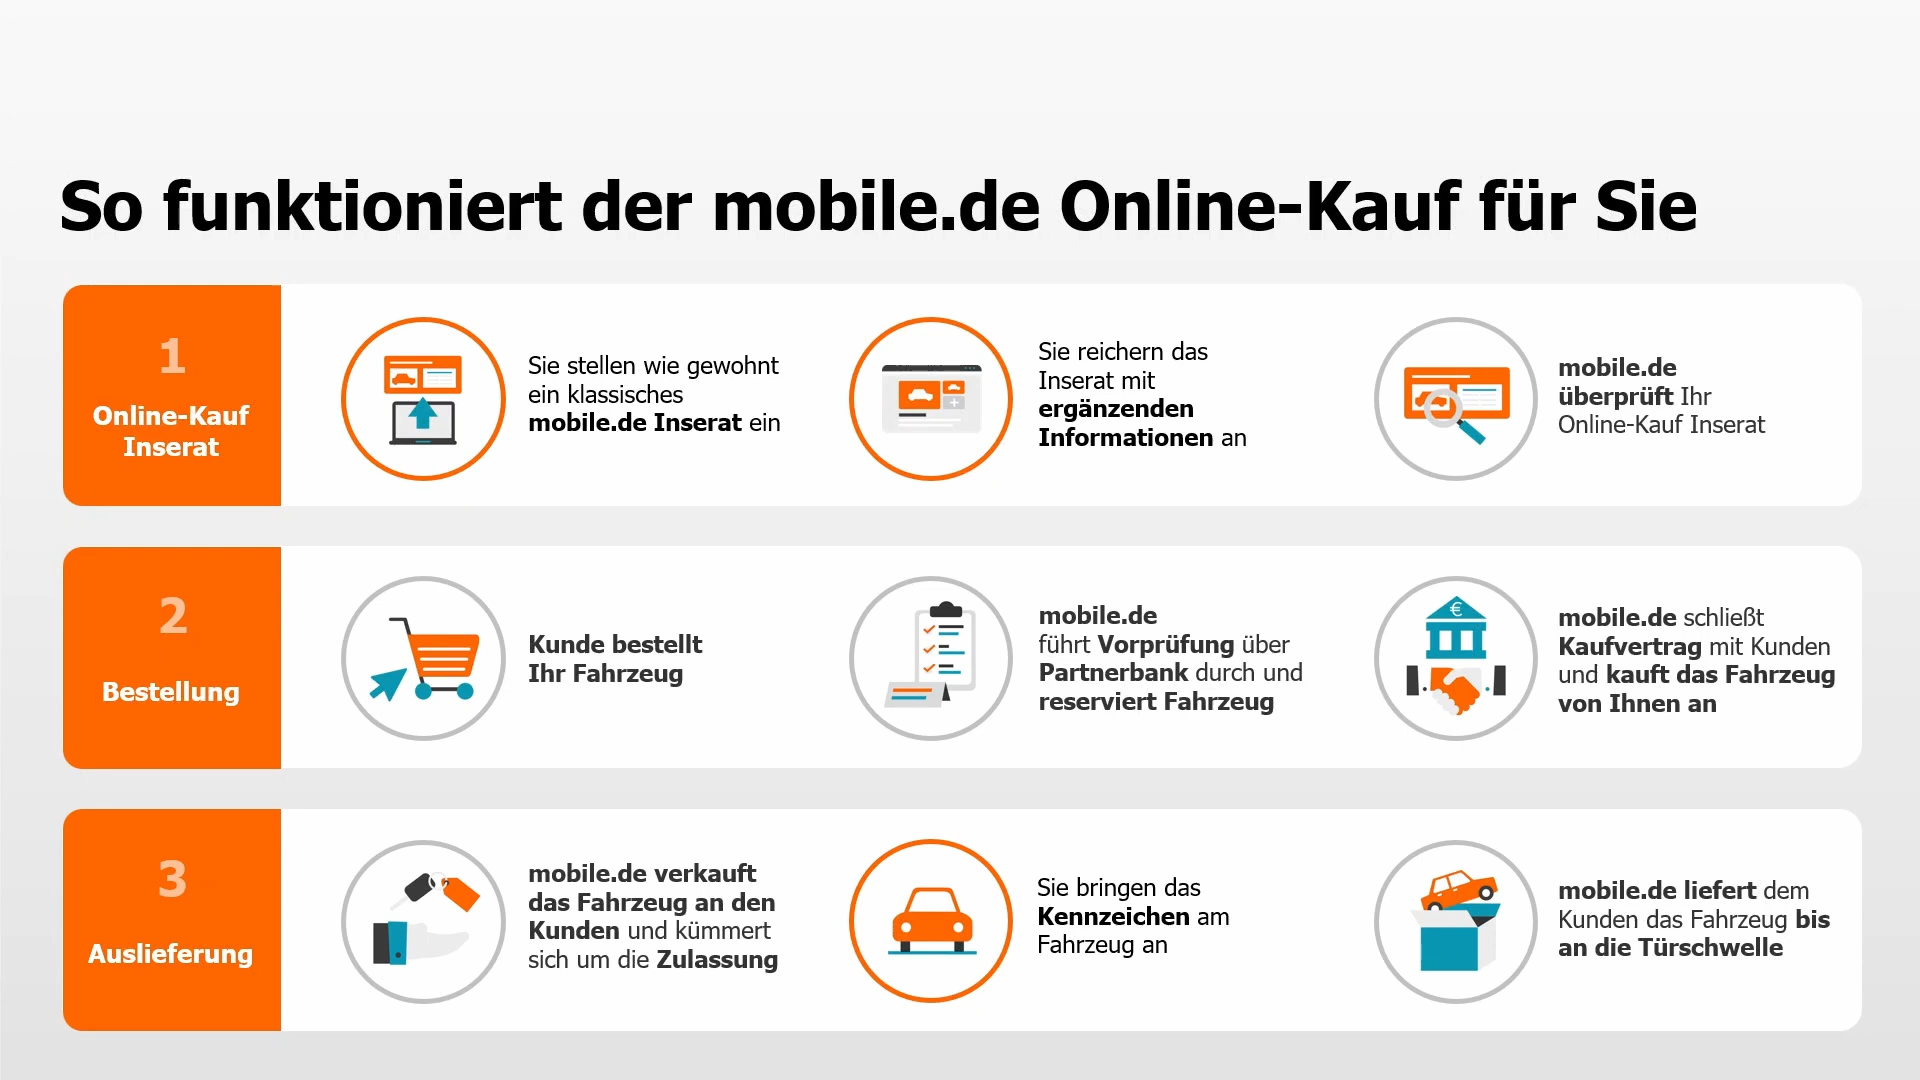 So funktioniert der mobile.de Online-Kauf für Sie
1
Online-Kauf
Inserat
Sie stellen wie gewohnt
ein klassisches
mobile.de Inserat ein
Sie reichern das
Inserat mit
ergänzenden
Informationen an
mobile.de
überprüft Ihr
Online-Kauf Inserat
2
Bestellung
Kunde bestellt
Ihr Fahrzeug
mobile.de
führt Vorprüfung über
Partnerbank durch und
reserviert Fahrzeug
€
mobile.de schließt
Kaufvertrag mit Kunden
und kauft das Fahrzeug
von Ihnen an
3
Auslieferung
mobile.de verkauft
das Fahrzeug an den
Kunden und kümmert
sich um die Zulassung
Sie bringen das
Kennzeichen am
Fahrzeug an
mobile.de liefert dem
Kunden das Fahrzeug bis
an die Türschwelle